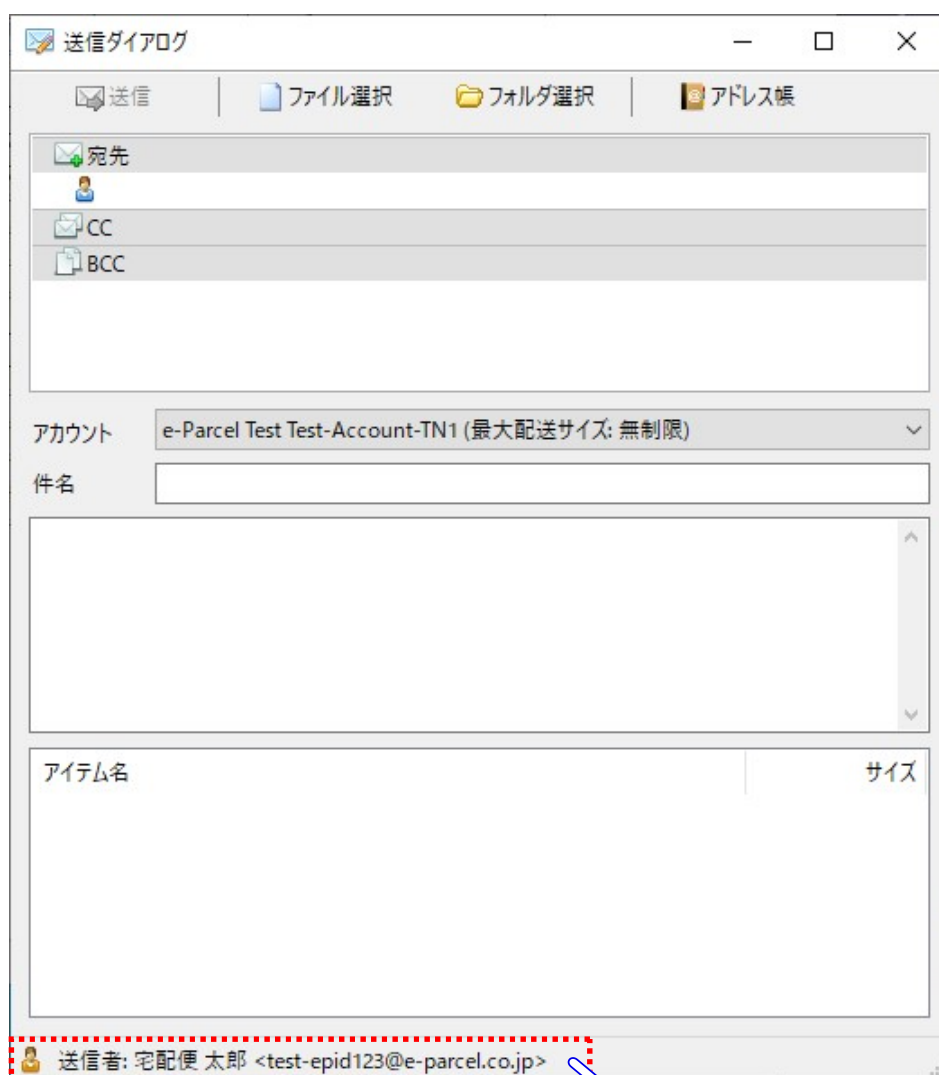 送信ダイアログ
送信 ファイル選択 フォルダ選択 アドレス帳
宛先
CC
BCC
アカウント e-Parcel Test Test-Account-TN1 (最大配送サイズ: 無制限)
件名
アイテム名 サイズ
送信者: 宅配便 太郎 <test-epid123@e-parcel.co.jp>